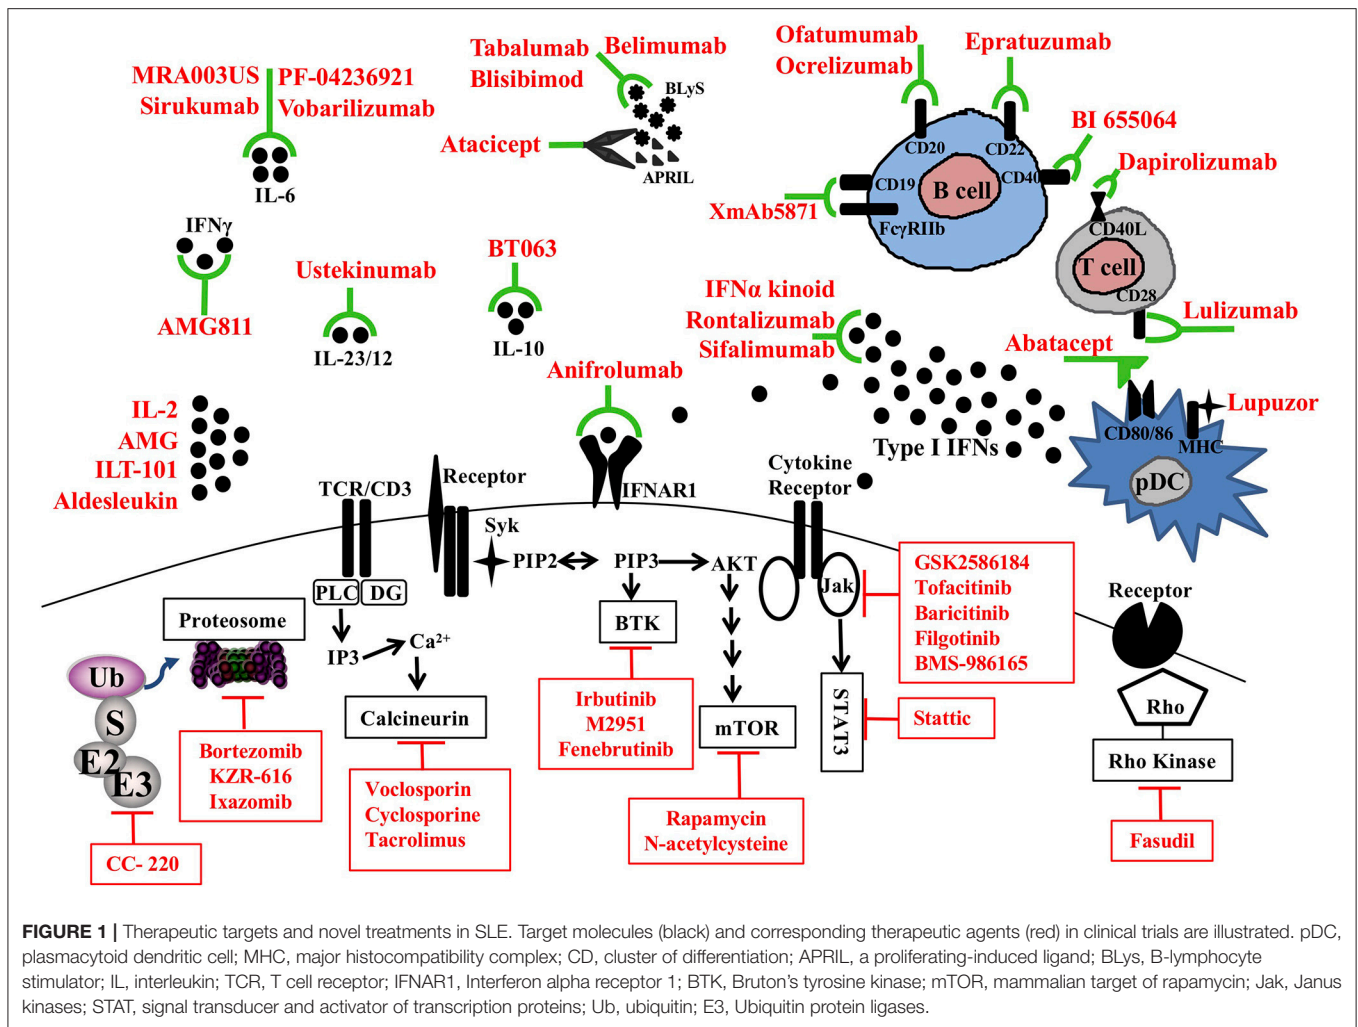 MRA003US
Sirukumab
PF-04236921
Vobarilizumab
IL-6
Tabalumab
Blisibimod
Belimumab
BLyS
Atacicept
APRIL
Ofatumumab
Ocrelizumab
Epratuzumab
CD20
CD22
BI 655064
CD40
CD19
B cell
XmAb5871
FcγRIIb
Dapirolizumab
CD40L
T cell
CD28
Lulizumab
IFNγ
AMG811
Ustekinumab
IL-23/12
BT063
IL-10
IFNα kinoid
Rontalizumab
Sifalimumab
Type I IFNs
Abatacept
CD80/86
MHC
Lupuzor
pDC
Anifrolumab
IFNAR1
IL-2
AMG
ILT-101
Aldesleukin
TCR/CD3
Receptor
Syk
PIP2
PIP3
AKT
Cytokine
Receptor
Jak
GSK2586184
Tofacitinib
Baricitinib
Filgotinib
BMS-986165
Receptor
PLC
DG
IP3
Ca²⁺
Proteosome
BTK
Ub
S
E2
E3
Calcineurin
Irbutinib
M2951
Fenebrutinib
mTOR
STAT3
Stattic
Rho
Rho Kinase
Bortezomib
KZR-616
Ixazomib
Voclosporin
Cyclosporine
Tacrolimus
Rapamycin
N-acetylcysteine
Fasudil
CC- 220
FIGURE 1 | Therapeutic targets and novel treatments in SLE. Target molecules (black) and corresponding therapeutic agents (red) in clinical trials are illustrated. pDC,
plasmacytoid dendritic cell; MHC, major histocompatibility complex; CD, cluster of differentiation; APRIL, a proliferating-induced ligand; BLys, B-lymphocyte
stimulator; IL, interleukin; TCR, T cell receptor; IFNAR1, Interferon alpha receptor 1; BTK, Bruton's tyrosine kinase; mTOR, mammalian target of rapamycin; Jak, Janus
kinases; STAT, signal transducer and activator of transcription proteins; Ub, ubiquitin; E3, Ubiquitin protein ligases.